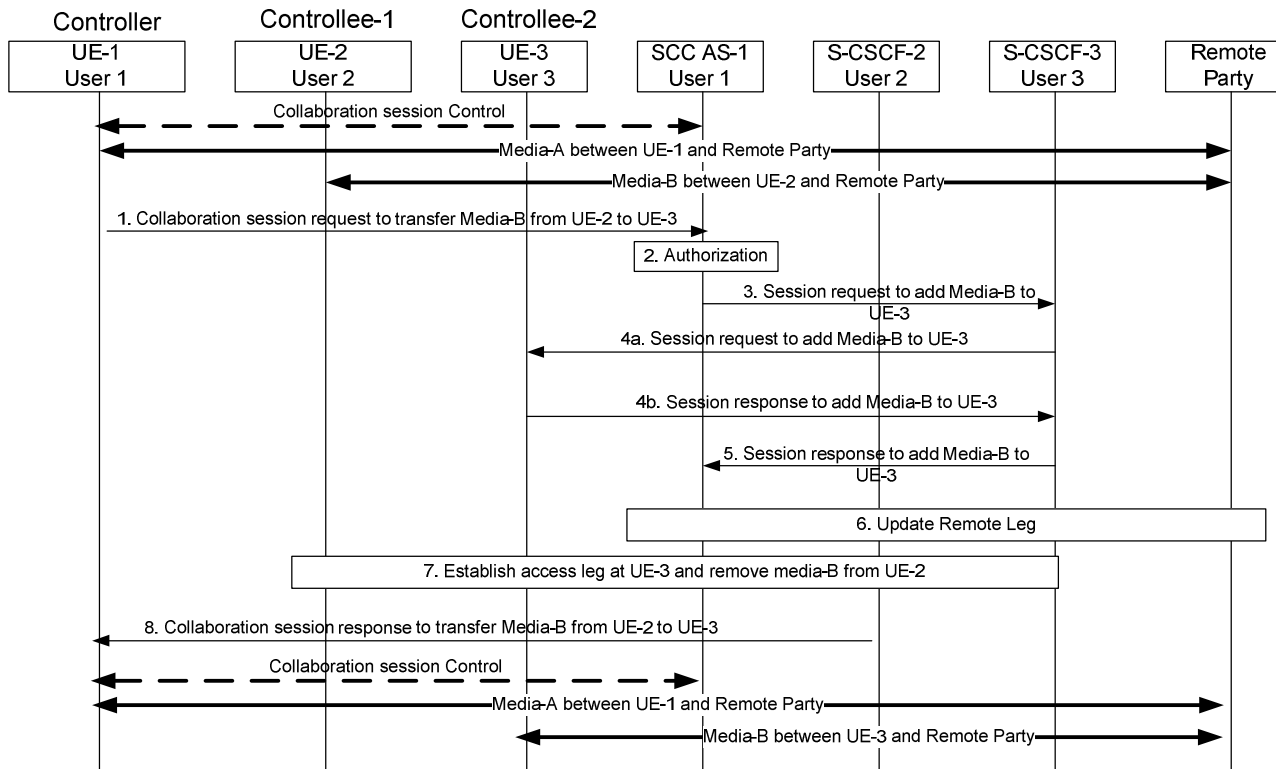 Controller
Controllee-1
Controllee-2
UE-1
User 1
UE-2
User 2
UE-3
User 3
SCC AS-1
User 1
S-CSCF-2
User 2
S-CSCF-3
User 3
Remote
Party
Collaboration session Control
Media-A between UE-1 and Remote Party
Media-B between UE-2 and Remote Party
1. Collaboration session request to transfer Media-B from UE-2 to UE-3
2. Authorization
3. Session request to add Media-B to
UE-3
4a. Session request to add Media-B to UE-3
4b. Session response to add Media-B to UE-3
5. Session response to add Media-B to
UE-3
6. Update Remote Leg
7. Establish access leg at UE-3 and remove media-B from UE-2
8. Collaboration session response to transfer Media-B from UE-2 to UE-3
Collaboration session Control
Media-A between UE-1 and Remote Party
Media-B between UE-3 and Remote Party